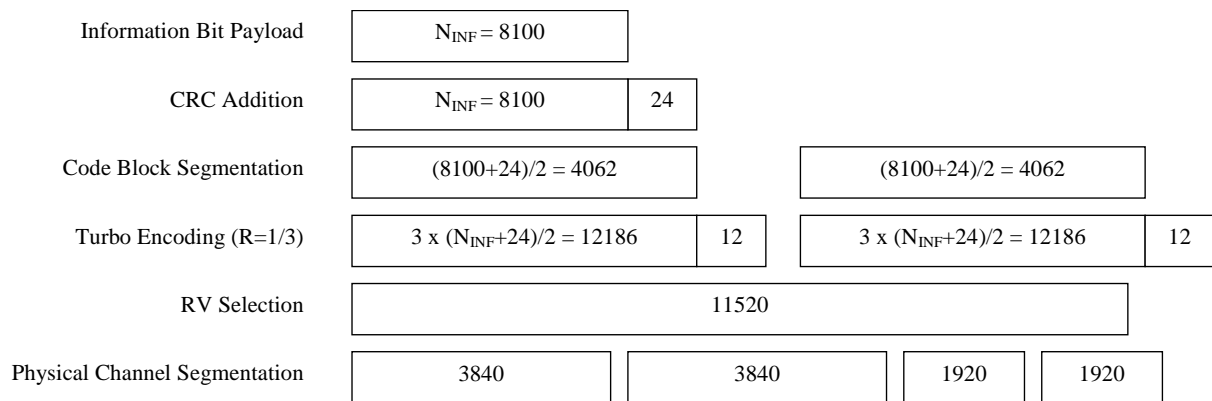 Information Bit Payload N_INF = 8100
CRC Addition N_INF = 8100 24
Code Block Segmentation (8100+24)/2 = 4062 (8100+24)/2 = 4062
Turbo Encoding (R=1/3) 3 x (N_INF+24)/2 = 12186 12 3 x (N_INF+24)/2 = 12186 12
RV Selection 11520
Physical Channel Segmentation 3840 3840 1920 1920